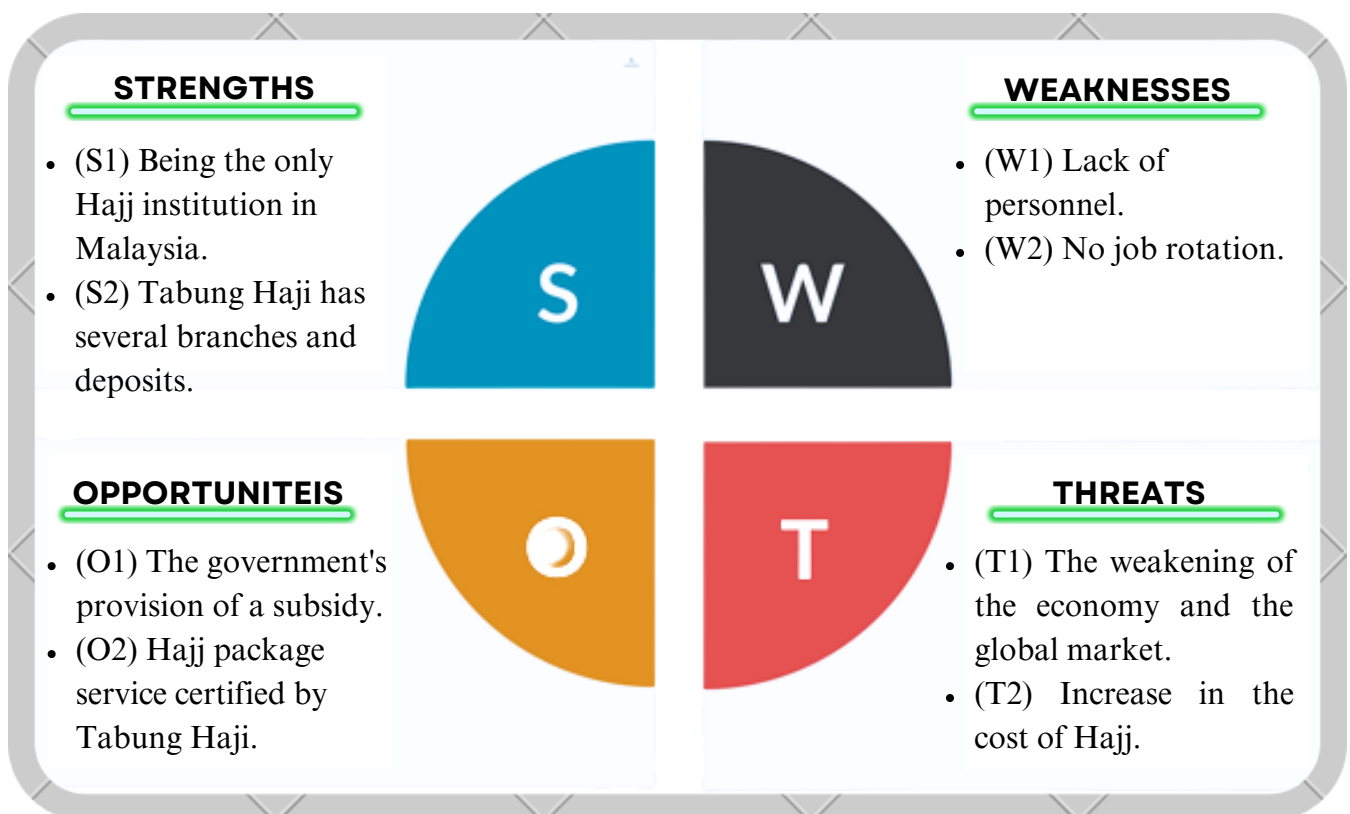 STRENGTHS
• (S1) Being the only
Hajj institution in
Malaysia.
• (S2) Tabung Haji has
several branches and
deposits.
S
WEAKNESSES
• (W1) Lack of
personnel.
• (W2) No job rotation.
W
OPPORTUNITEIS
• (O1) The government's
provision of a subsidy.
• (O2) Hajj package
service certified by
Tabung Haji.
O
THREATS
• (T1) The weakening of
the economy and the
global market.
• (T2) Increase in the
cost of Hajj.
T